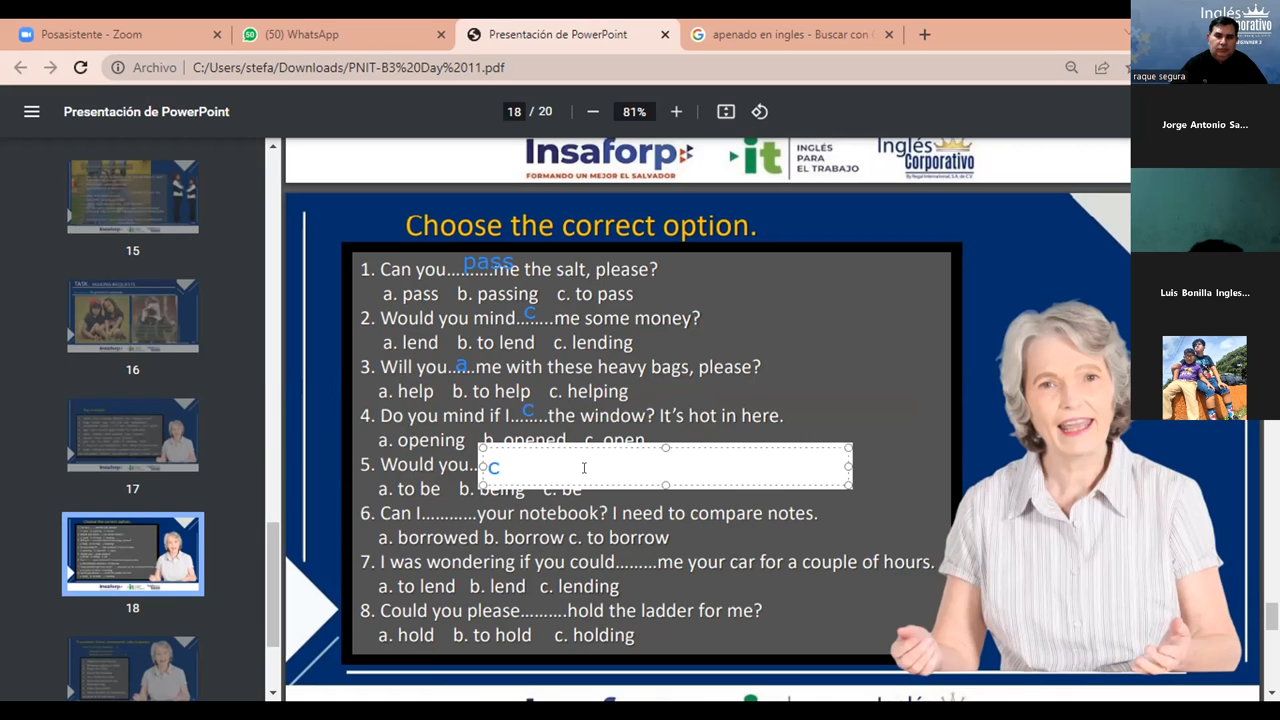 Posasistente - Zoom
(50) WhatsApp
Presentación de PowerPoint
apenado en ingles - Buscar con
Archivo
C:/Users/stefa/Downloads/PNIT-B3%20Day%2011.pdf
Presentación de PowerPoint
18 / 20
81%
Insaforp
FORMANDO UN MEJOR EL SALVADOR
it
INGLÉS
PARA
EL TRABAJO
Inglés
Corporativo
Choose the correct option.
pass
1. Can you..........me the salt, please?
a. pass b. passing c. to pass
c
2. Would you mind........me some money?
a. lend b. to lend c. lending
a
3. Will you......me with these heavy bags, please?
a. help b. to help c. helping
c
4. Do you mind if I.......the window? It's hot in here.
a. opening b. opened c. open
5. Would you..
c
a. to be b. being c. be
6. Can I..........your notebook? I need to compare notes.
a. borrowed b. borrow c. to borrow
7. I was wondering if you could........me your car for a couple of hours.
a. to lend b. lend c. lending
8. Could you please..........hold the ladder for me?
a. hold b. to hold c. holding
15
16
17
18
Inglés
Corporativo
raque segura
Jorge Antonio Sa...
Luis Bonilla Ingles...